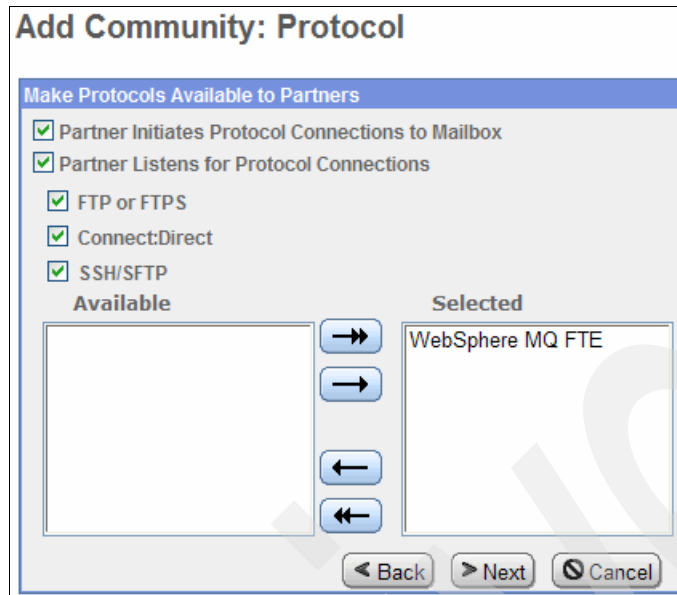 Add Community: Protocol
Make Protocols Available to Partners
Partner Initiates Protocol Connections to Mailbox
Partner Listens for Protocol Connections
FTP or FTPS
Connect:Direct
SSH/SFTP
Available Selected
WebSphere MQ FTE
Back Next Cancel